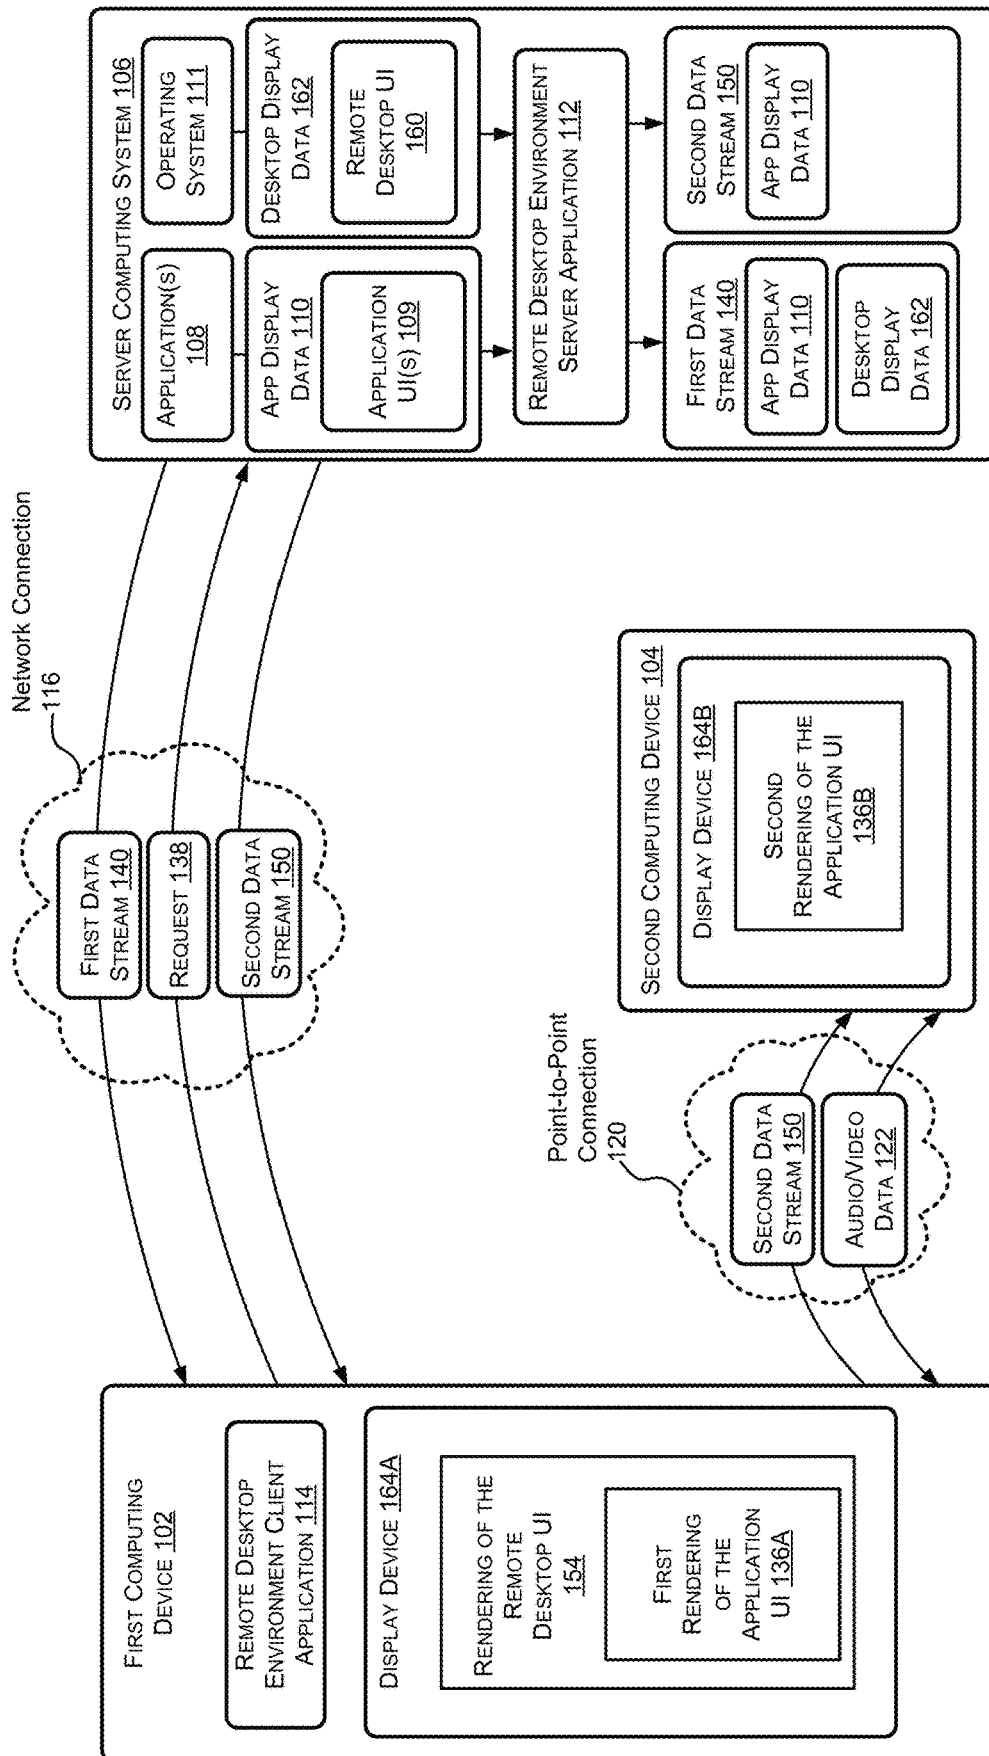 FIRST COMPUTING
DEVICE 102
REMOTE DESKTOP
ENVIRONMENT CLIENT
APPLICATION 114
DISPLAY DEVICE 164A
RENDERING OF THE
REMOTE
DESKTOP UI
154
FIRST
RENDERING
OF THE
APPLICATION
UI 136A
Network Connection
116
FIRST DATA
STREAM 140
REQUEST 138
SECOND DATA
STREAM 150
Point-to-Point
Connection
120
SECOND DATA
STREAM 150
AUDIO/VIDEO
DATA 122
SECOND COMPUTING DEVICE 104
DISPLAY DEVICE 164B
SECOND
RENDERING OF THE
APPLICATION UI
136B
SERVER COMPUTING SYSTEM 106
APPLICATION(S)
108
OPERATING
SYSTEM 111
APP DISPLAY
DATA 110
APPLICATION
UI(S) 109
DESKTOP DISPLAY
DATA 162
REMOTE
DESKTOP UI
160
REMOTE DESKTOP ENVIRONMENT
SERVER APPLICATION 112
FIRST DATA
STREAM 140
APP DISPLAY
DATA 110
DESKTOP
DISPLAY
DATA 162
SECOND DATA
STREAM 150
APP DISPLAY
DATA 110